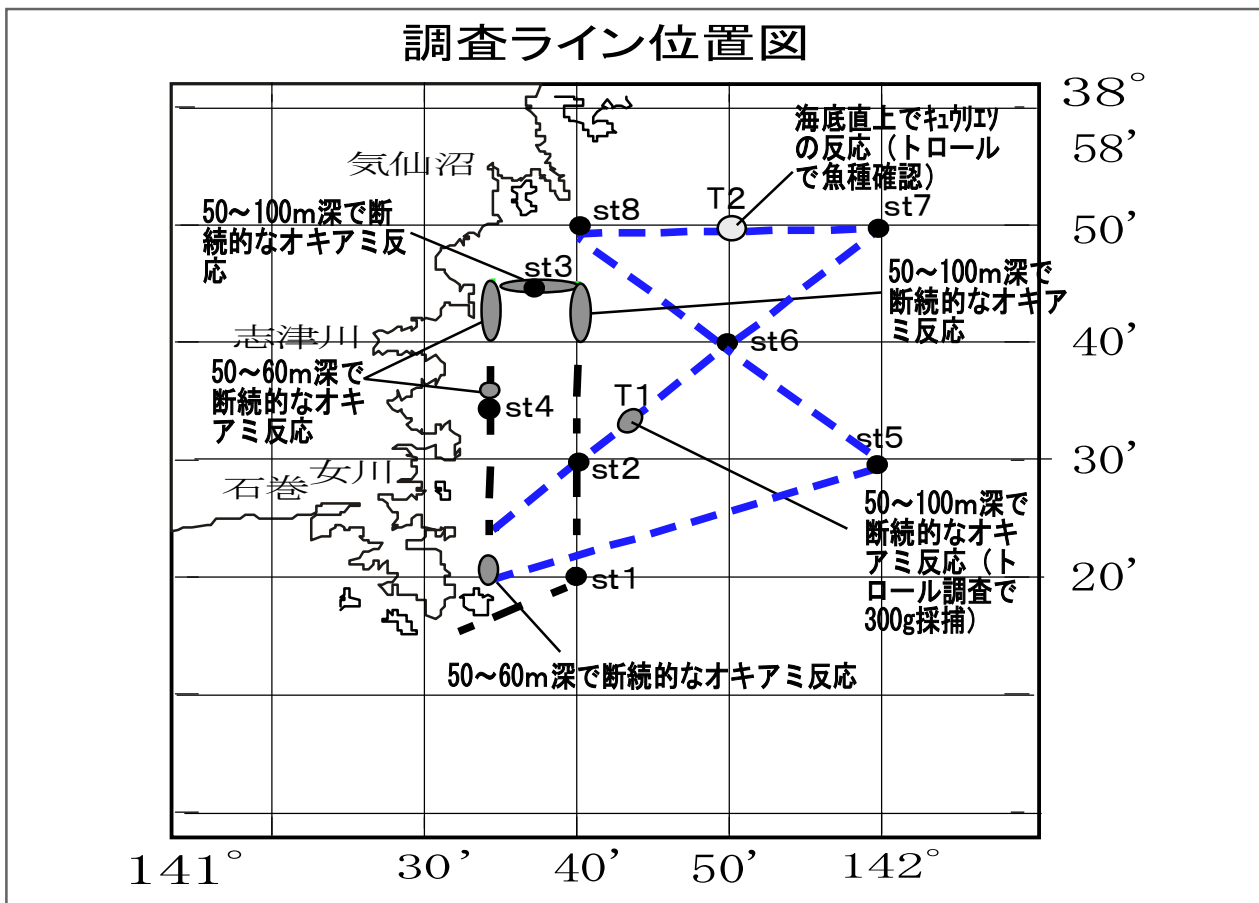 調査ライン位置図
38°
58’
海底直上でｷｭｳﾘｴｿ
の反応（トロール
で魚種確認）
気仙沼
50～100m深で断
続的なオキアミ反
応
T2
st7
st8
50’
st3
50～100m深で
断続的なオキア
ミ反応
志津川
st6
40’
50～60m深で
断続的なオキ
アミ反応
T1
st4
st5
30’
女川
石巻
st2
50～100m深で
断続的なオキ
アミ反応（ト
ロール調査で
300g採捕）
st1
20’
50～60m深で断続的なオキアミ反応
141°
30’
40’
50’
142°